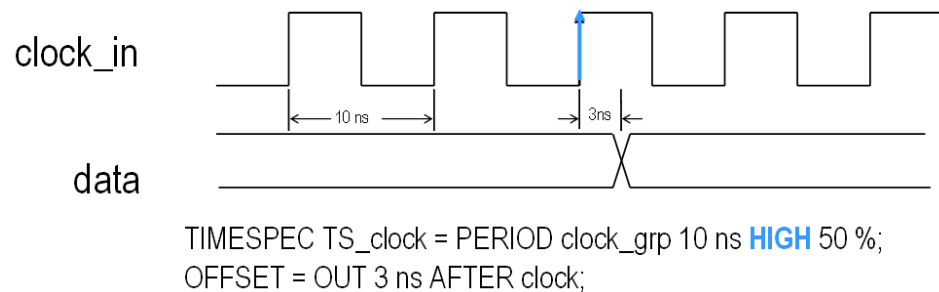 clock_in
10 ns
3ns
data
TIMESPEC TS_clock = PERIOD clock_grp 10 ns HIGH 50 %;
OFFSET = OUT 3 ns AFTER clock;